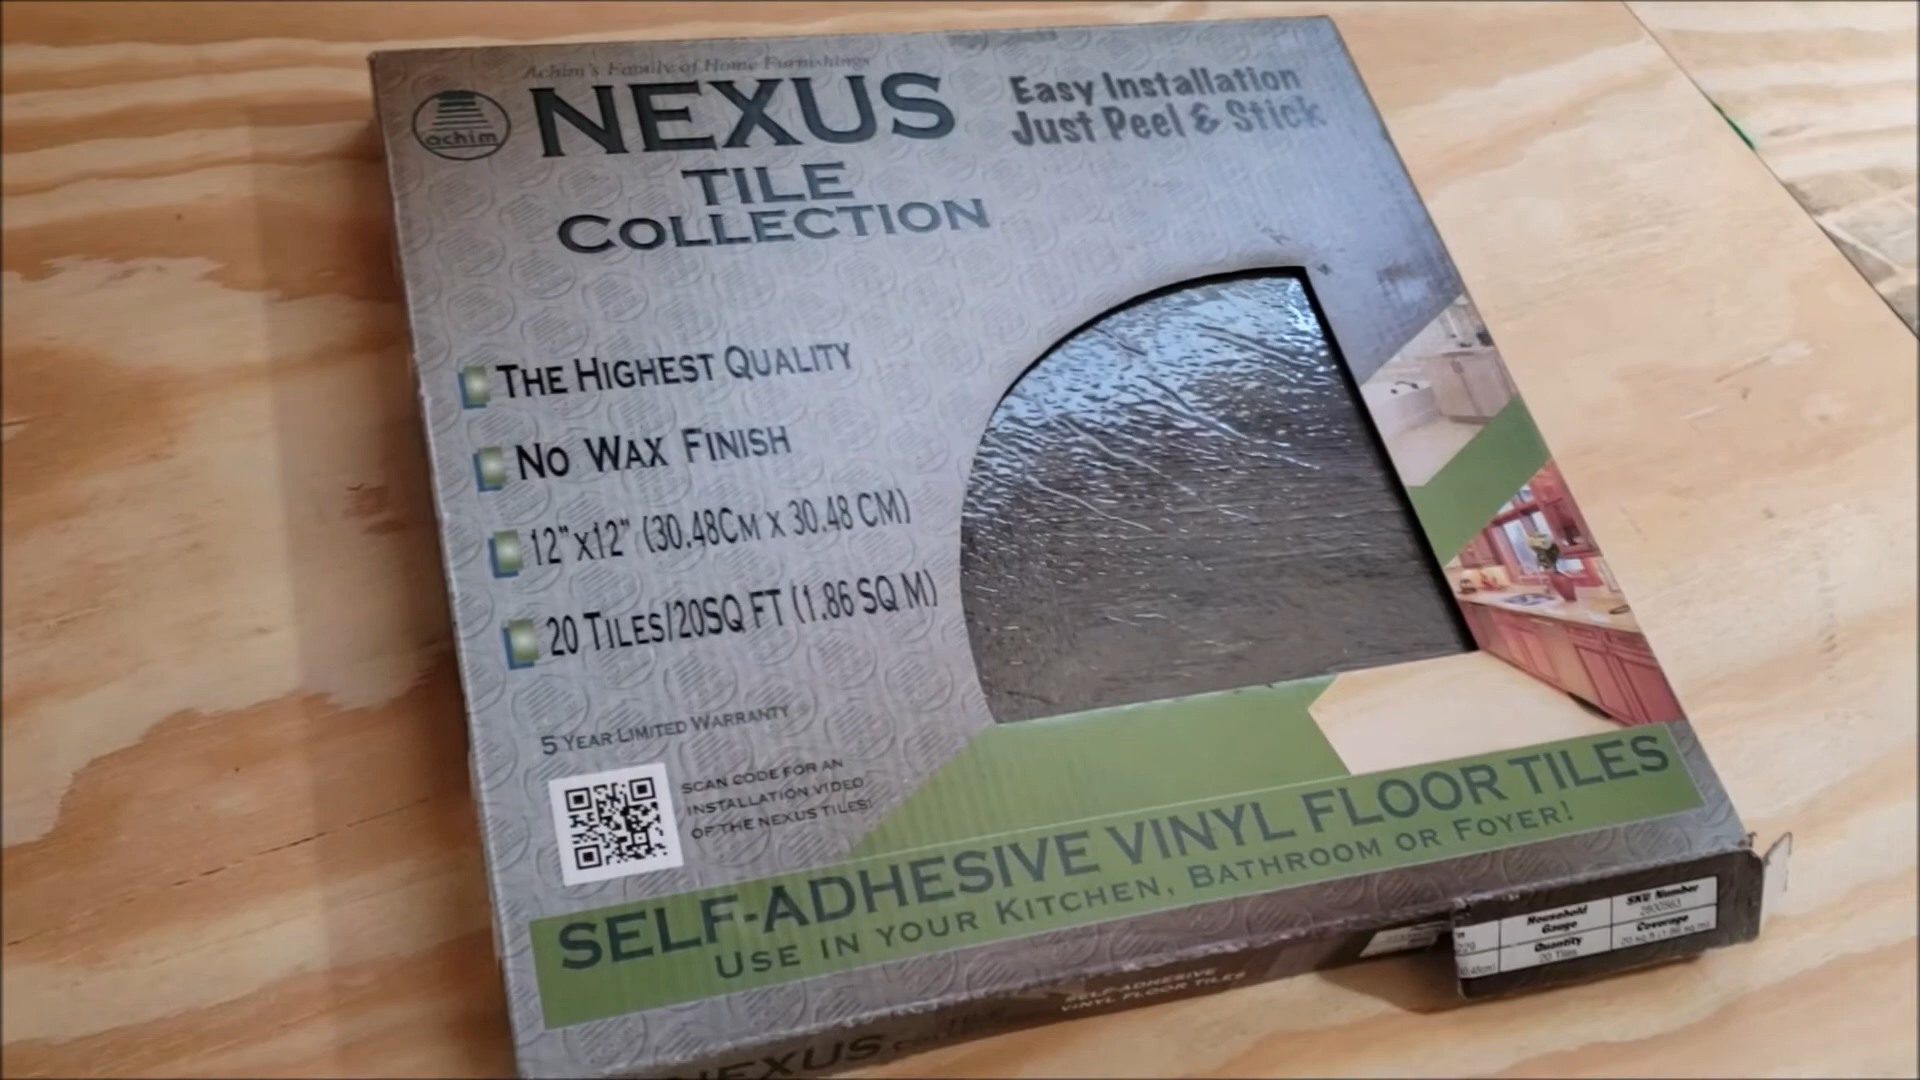 Achim's Family of Home Furnishings
achim
NEXUS
TILE
COLLECTION
Easy Installation
Just Peel & Stick
THE HIGHEST QUALITY
NO WAX FINISH
12"x12" (30.48CM X 30.48 CM)
20 TILES/20SQ FT (1.86 SQ M)
5 YEAR LIMITED WARRANTY
SCAN CODE FOR AN
INSTALLATION VIDEO
OF THE NEXUS TILES!
SELF-ADHESIVE VINYL FLOOR TILES
USE IN YOUR KITCHEN, BATHROOM OR FOYER!
NEXUS
SELF-ADHESIVE
VINYL FLOOR TILES
Household
Gauge
SKU Number
Quantity
20 Tiles
Coverage